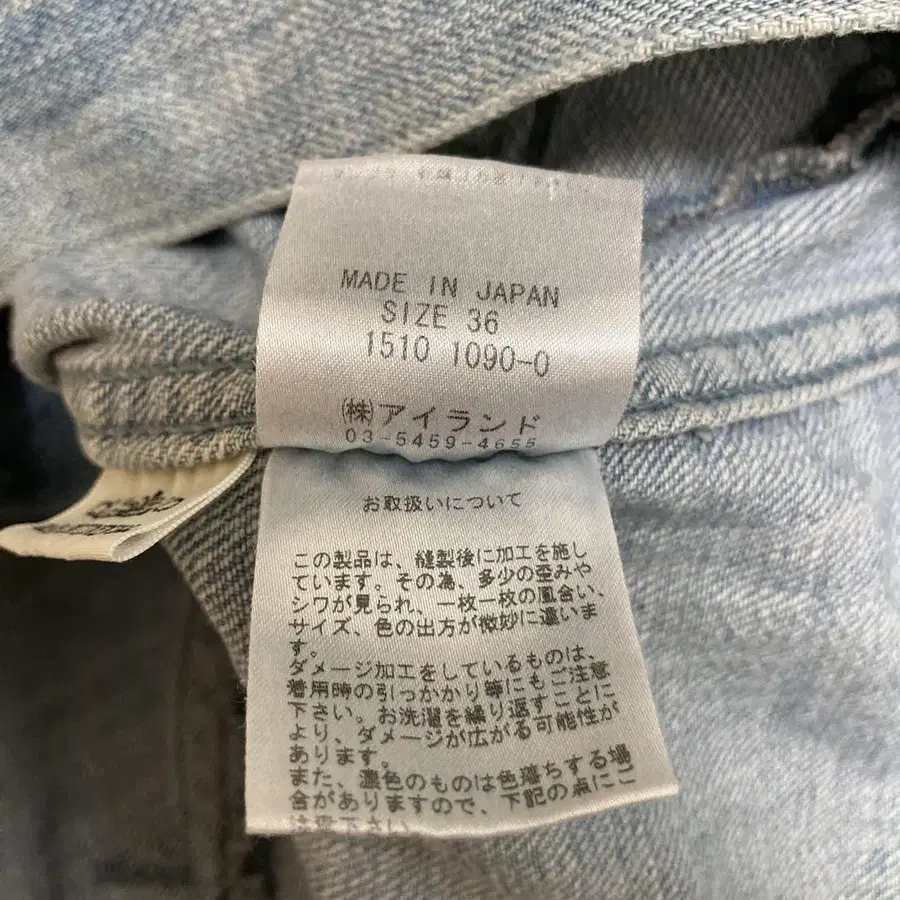 MADE IN JAPAN
SIZE 36
1510 1090-0
㈱アイランド
03-5459-4655
お取扱いについて
この製品は、縫製後に加工を施し
ています。その為、多少の歪みや
シワが見られ、一枚一枚の風合い、
サイズ、色の出方が微妙に違いま
す。
ダメージ加工をしているものは、
着用時の引っかかり等にもご注意
下さい。お洗濯を繰り返すことに
より、ダメージが広がる可能性が
あります。
また、濃色のものは色落ちする場
合がありますので、下記の点にご
注意下さい。